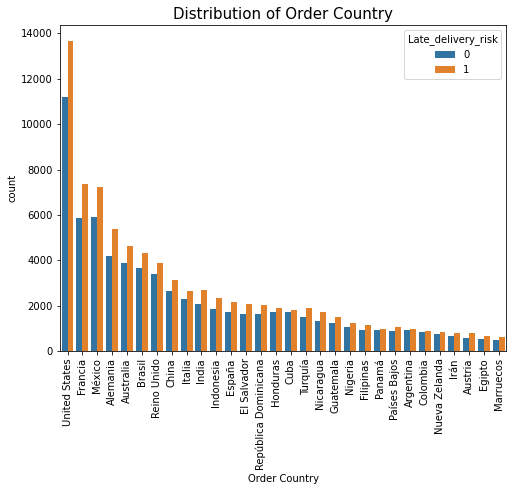 Distribution of Order Country
Late_delivery_risk
0
1
14000
12000
10000
8000
6000
4000
2000
0
count
United States
Francia
México
Alemania
Australia
Brasil
Reino Unido
China
Italia
India
Indonesia
España
El Salvador
República Dominicana
Honduras
Cuba
Turquía
Nicaragua
Guatemala
Nigeria
Filipinas
Panamá
Países Bajos
Argentina
Colombia
Nueva Zelanda
Irán
Austria
Egipto
Marruecos
Order Country